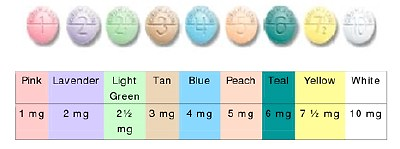 1 2 2½ 3 4 5 6 7½ 10
Pink Lavender Light Green Tan Blue Peach Teal Yellow White
1 mg 2 mg 2½ mg 3 mg 4 mg 5 mg 6 mg 7 ½ mg 10 mg